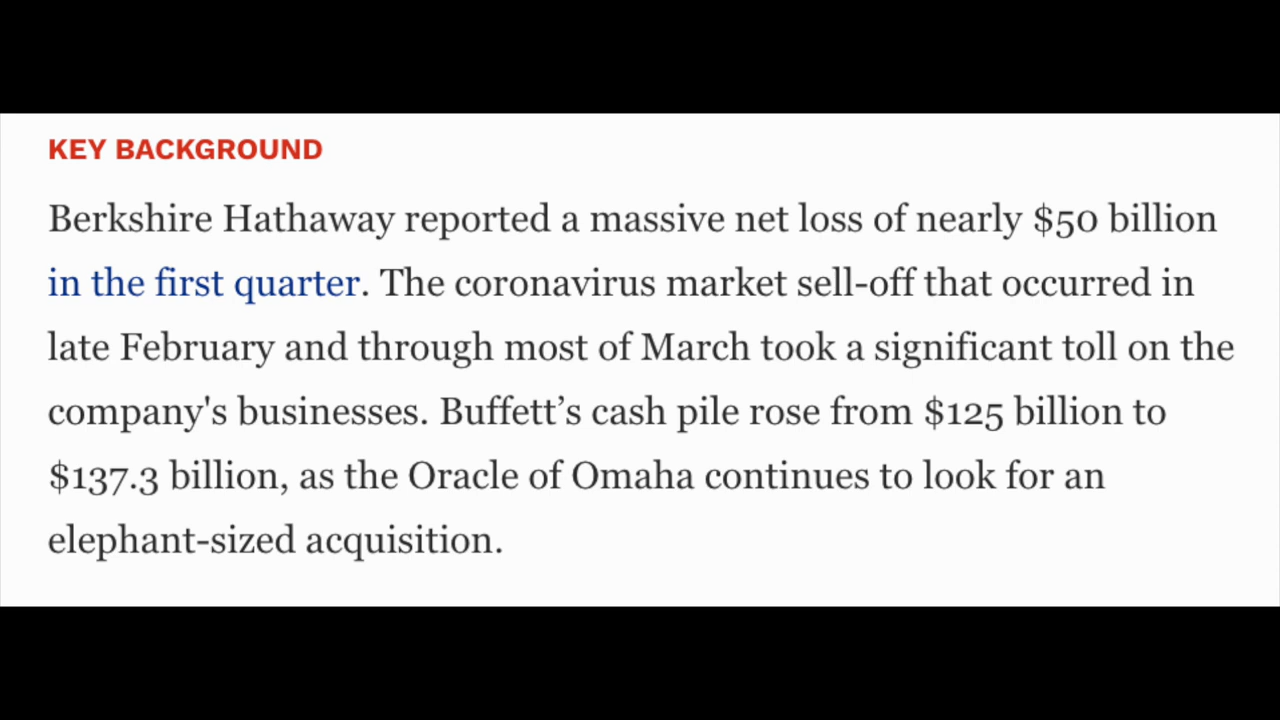 KEY BACKGROUND
Berkshire Hathaway reported a massive net loss of nearly $50 billion
in the first quarter. The coronavirus market sell-off that occurred in
late February and through most of March took a significant toll on the
company's businesses. Buffett’s cash pile rose from $125 billion to
$137.3 billion, as the Oracle of Omaha continues to look for an
elephant-sized acquisition.